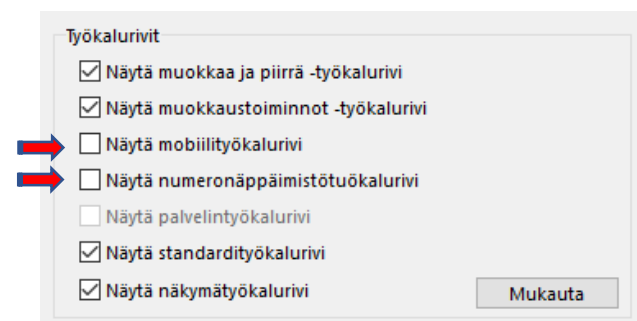 Työkalurivit
Näytä muokkaa ja piirrä -työkalurivi
Näytä muokkaustoiminnot -työkalurivi
Näytä mobiilityökalurivi
Näytä numeronäppäimistötuökalurivi
Näytä palvelintyökalurivi
Näytä standardityökalurivi
Näytä näkymätyökalurivi
Mukauta